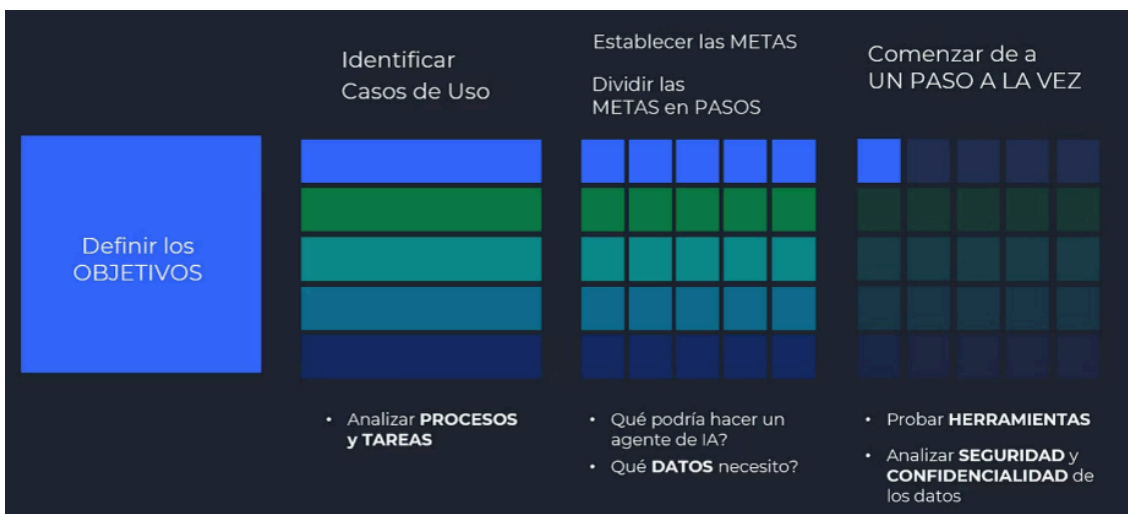 Definir los
OBJETIVOS
Identificar
Casos de Uso
• Analizar PROCESOS
y TAREAS
Establecer las METAS
Dividir las
METAS en PASOS
• Qué podría hacer un
agente de IA?
• Qué DATOS necesito?
Comenzar de a
UN PASO A LA VEZ
• Probar HERRAMIENTAS
• Analizar SEGURIDAD y
CONFIDENCIALIDAD de
los datos